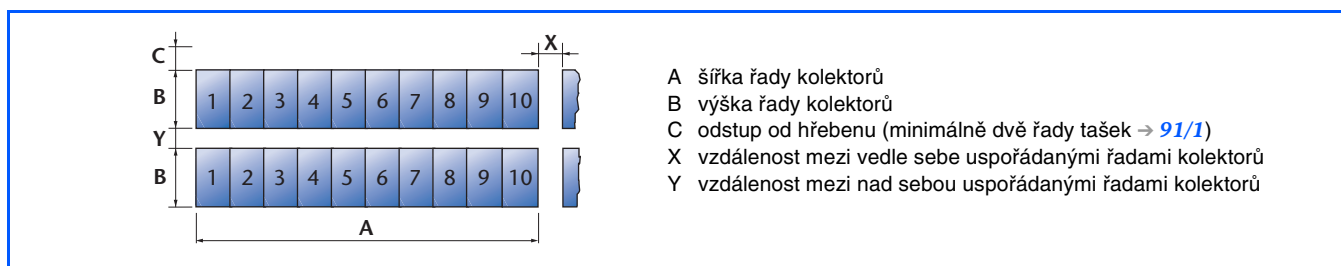 X
C
B
1 2 3 4 5 6 7 8 9 10
Y
B
1 2 3 4 5 6 7 8 9 10
A
A šířka řady kolektorů
B výška řady kolektorů
C odstup od hřebenu (minimálně dvě řady tašek → 91/1)
X vzdálenost mezi vedle sebe uspořádanými řadami kolektorů
Y vzdálenost mezi nad sebou uspořádanými řadami kolektorů